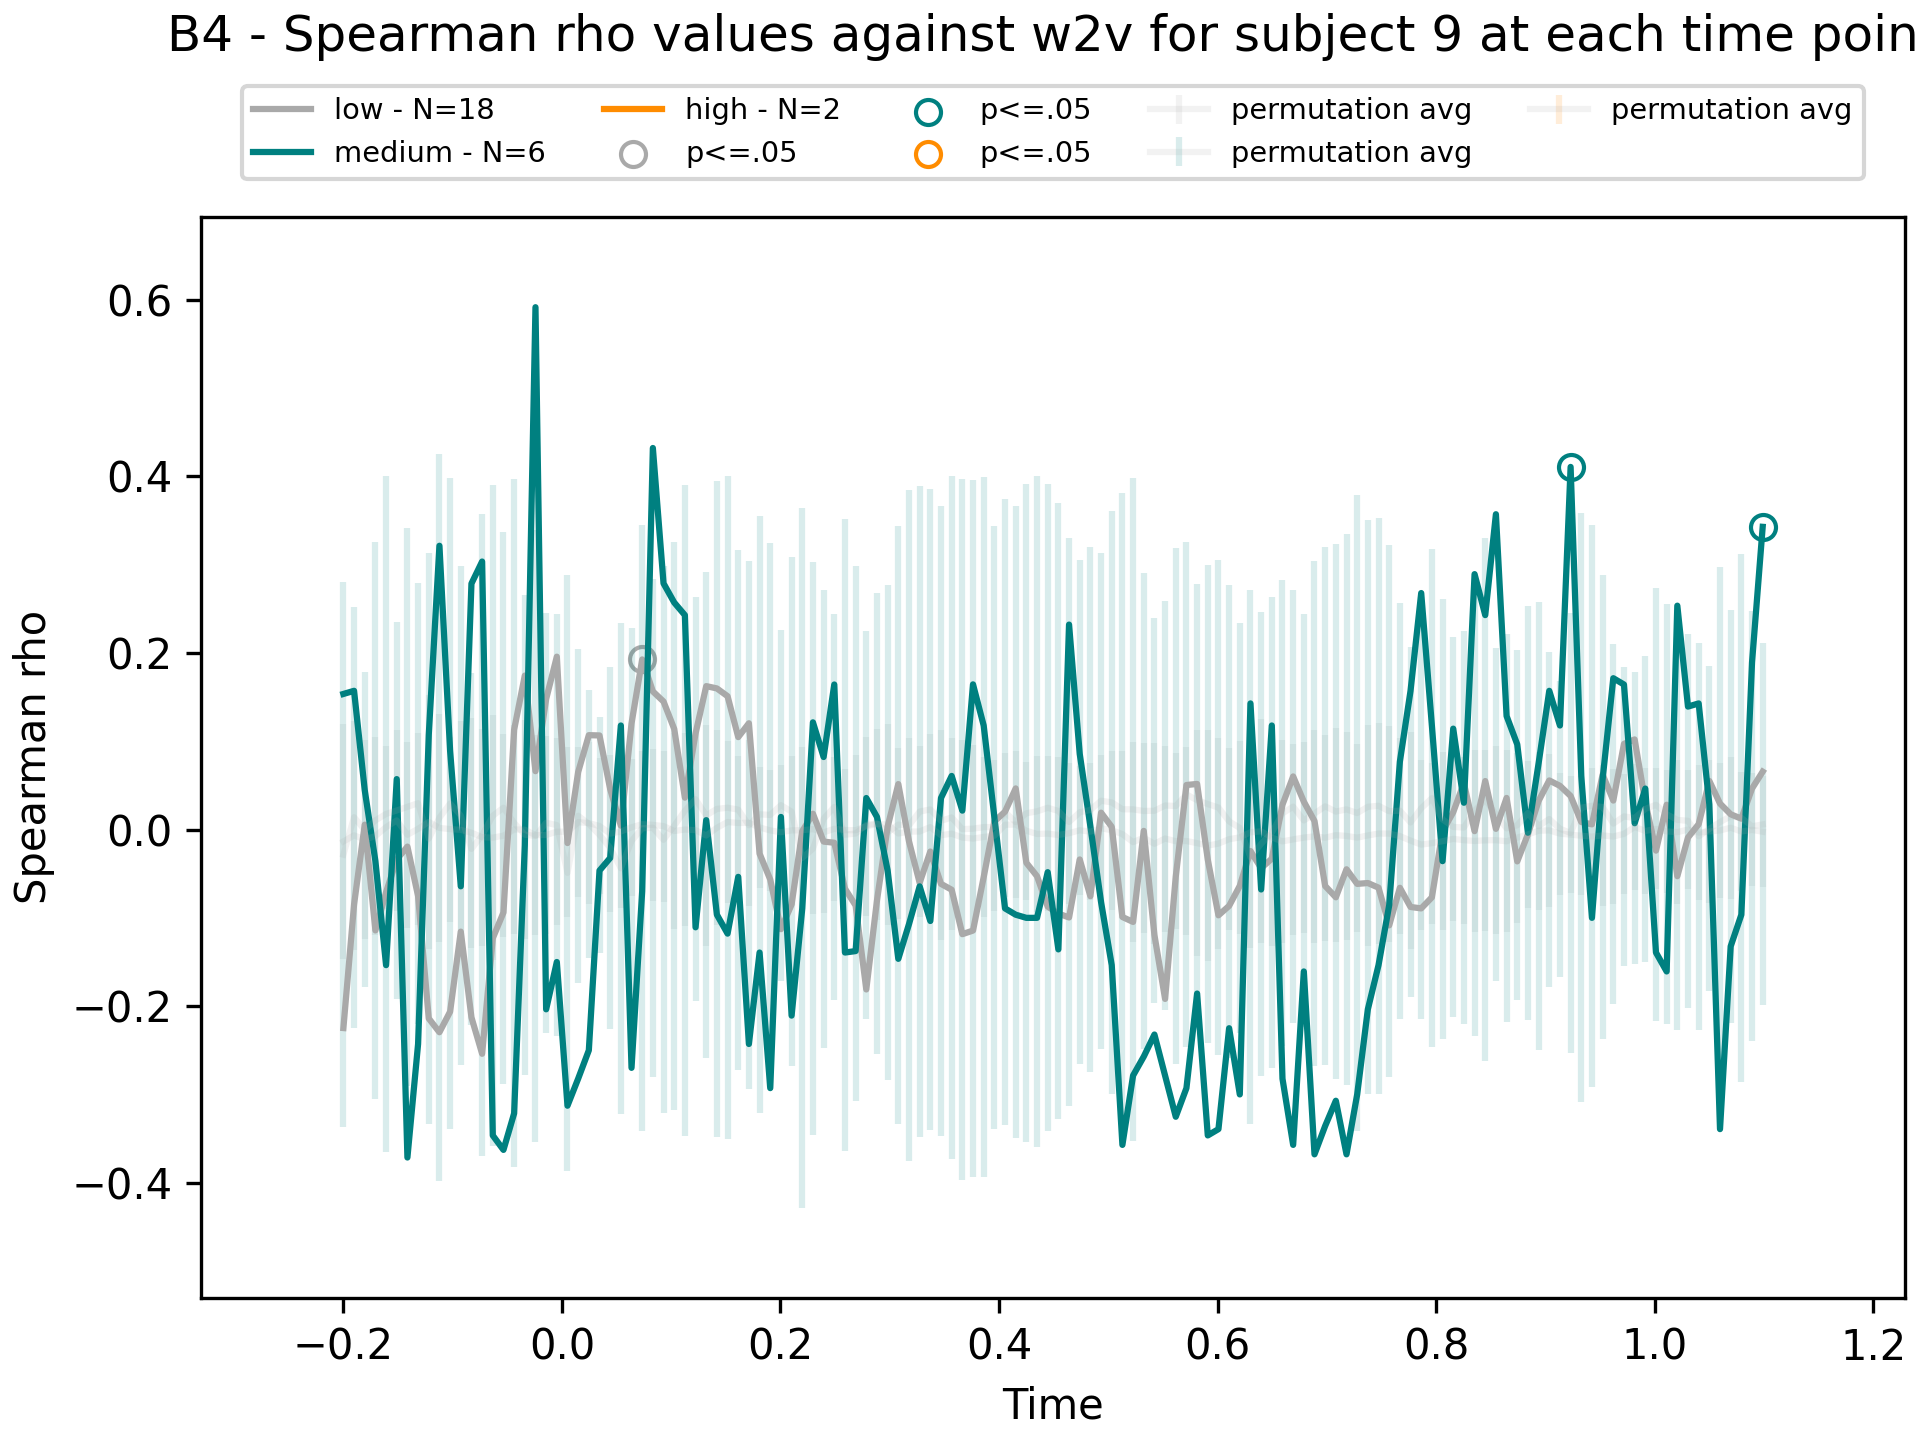 B4 - Spearman rho values against w2v for subject 9 at each time poin
low - N=18
medium - N=6
high - N=2
p<=.05
p<=.05
p<=.05
permutation avg
permutation avg
permutation avg
Spearman rho
0.6
0.4
0.2
0.0
−0.2
−0.4
−0.2 0.0 0.2 0.4 0.6 0.8 1.0 1.2
Time